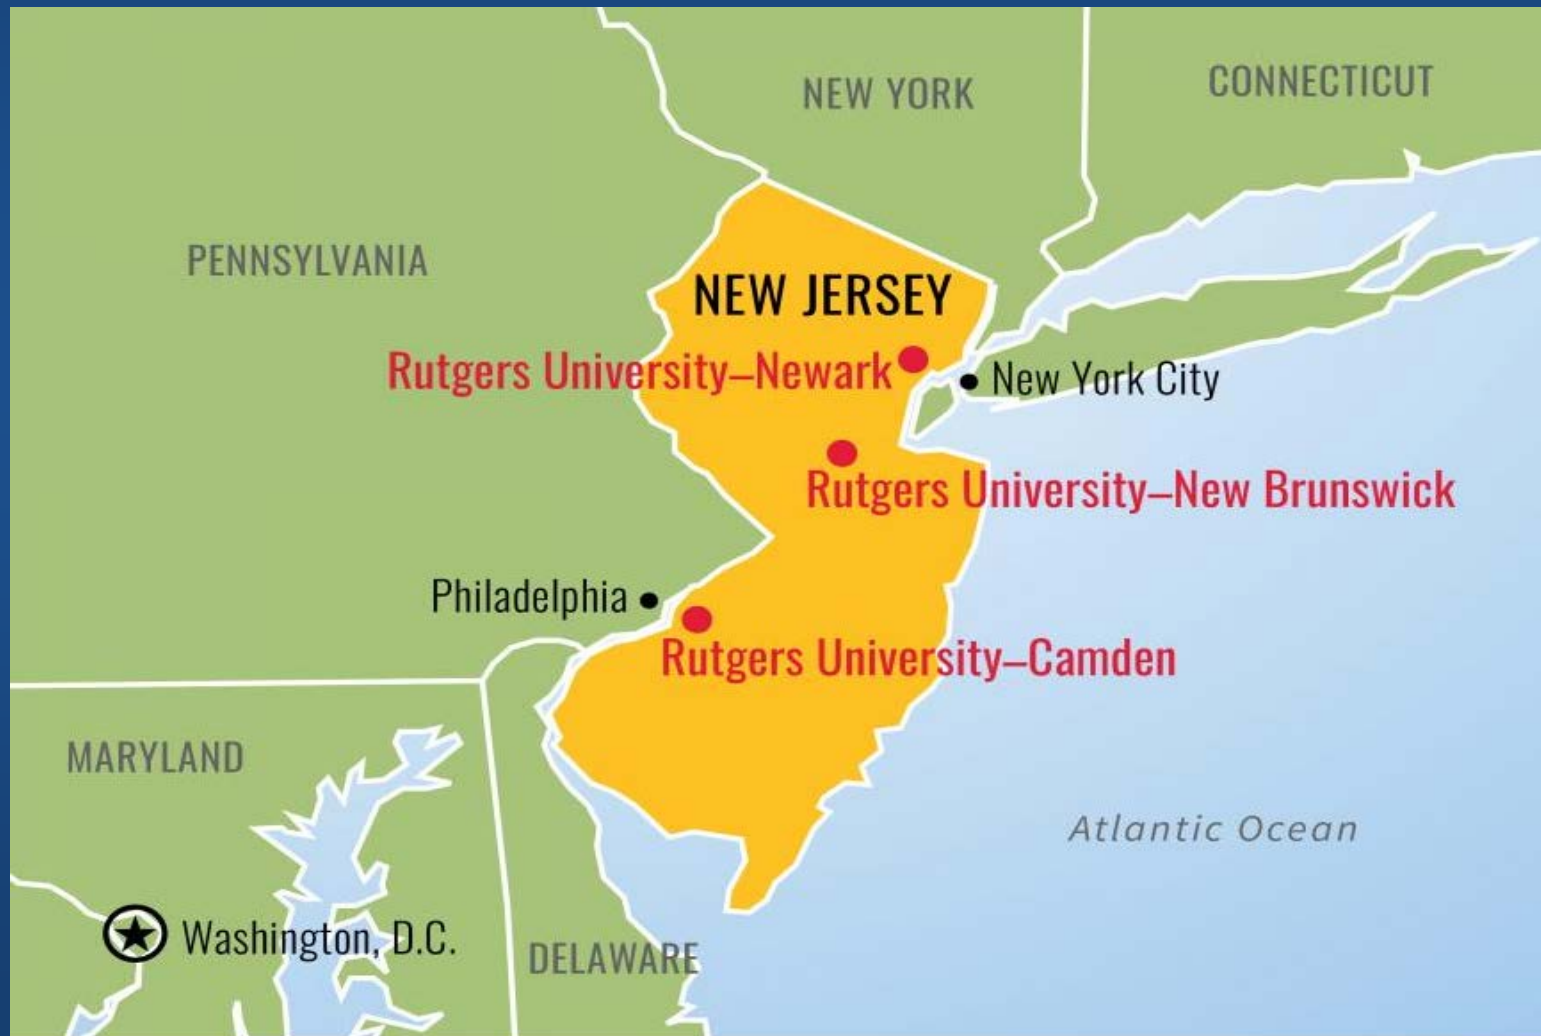 NEW YORK
CONNECTICUT
PENNSYLVANIA
NEW JERSEY
Rutgers University–Newark
New York City
Rutgers University–New Brunswick
Philadelphia
Rutgers University–Camden
MARYLAND
Atlantic Ocean
Washington, D.C.
DELAWARE